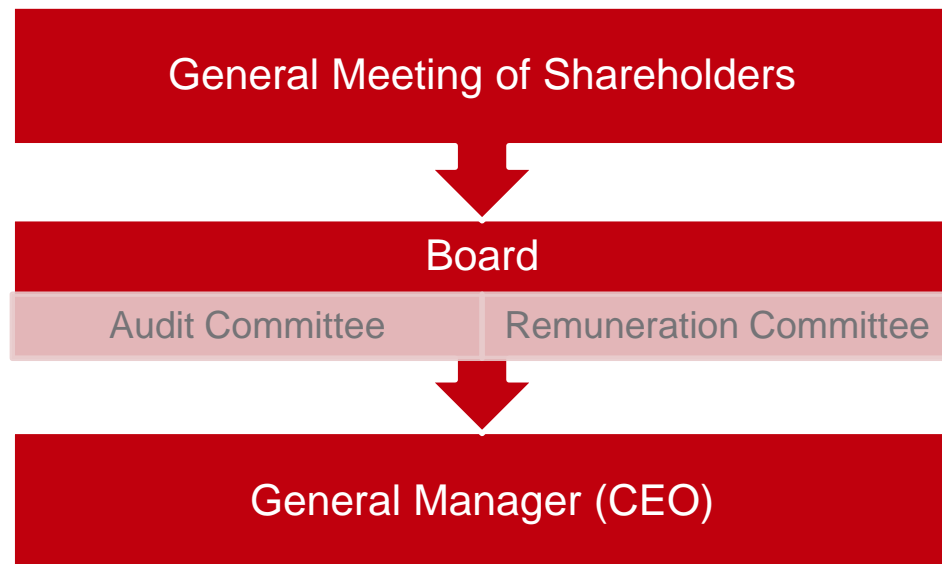 General Meeting of Shareholders
Board
Audit Committee
Remuneration Committee
General Manager (CEO)